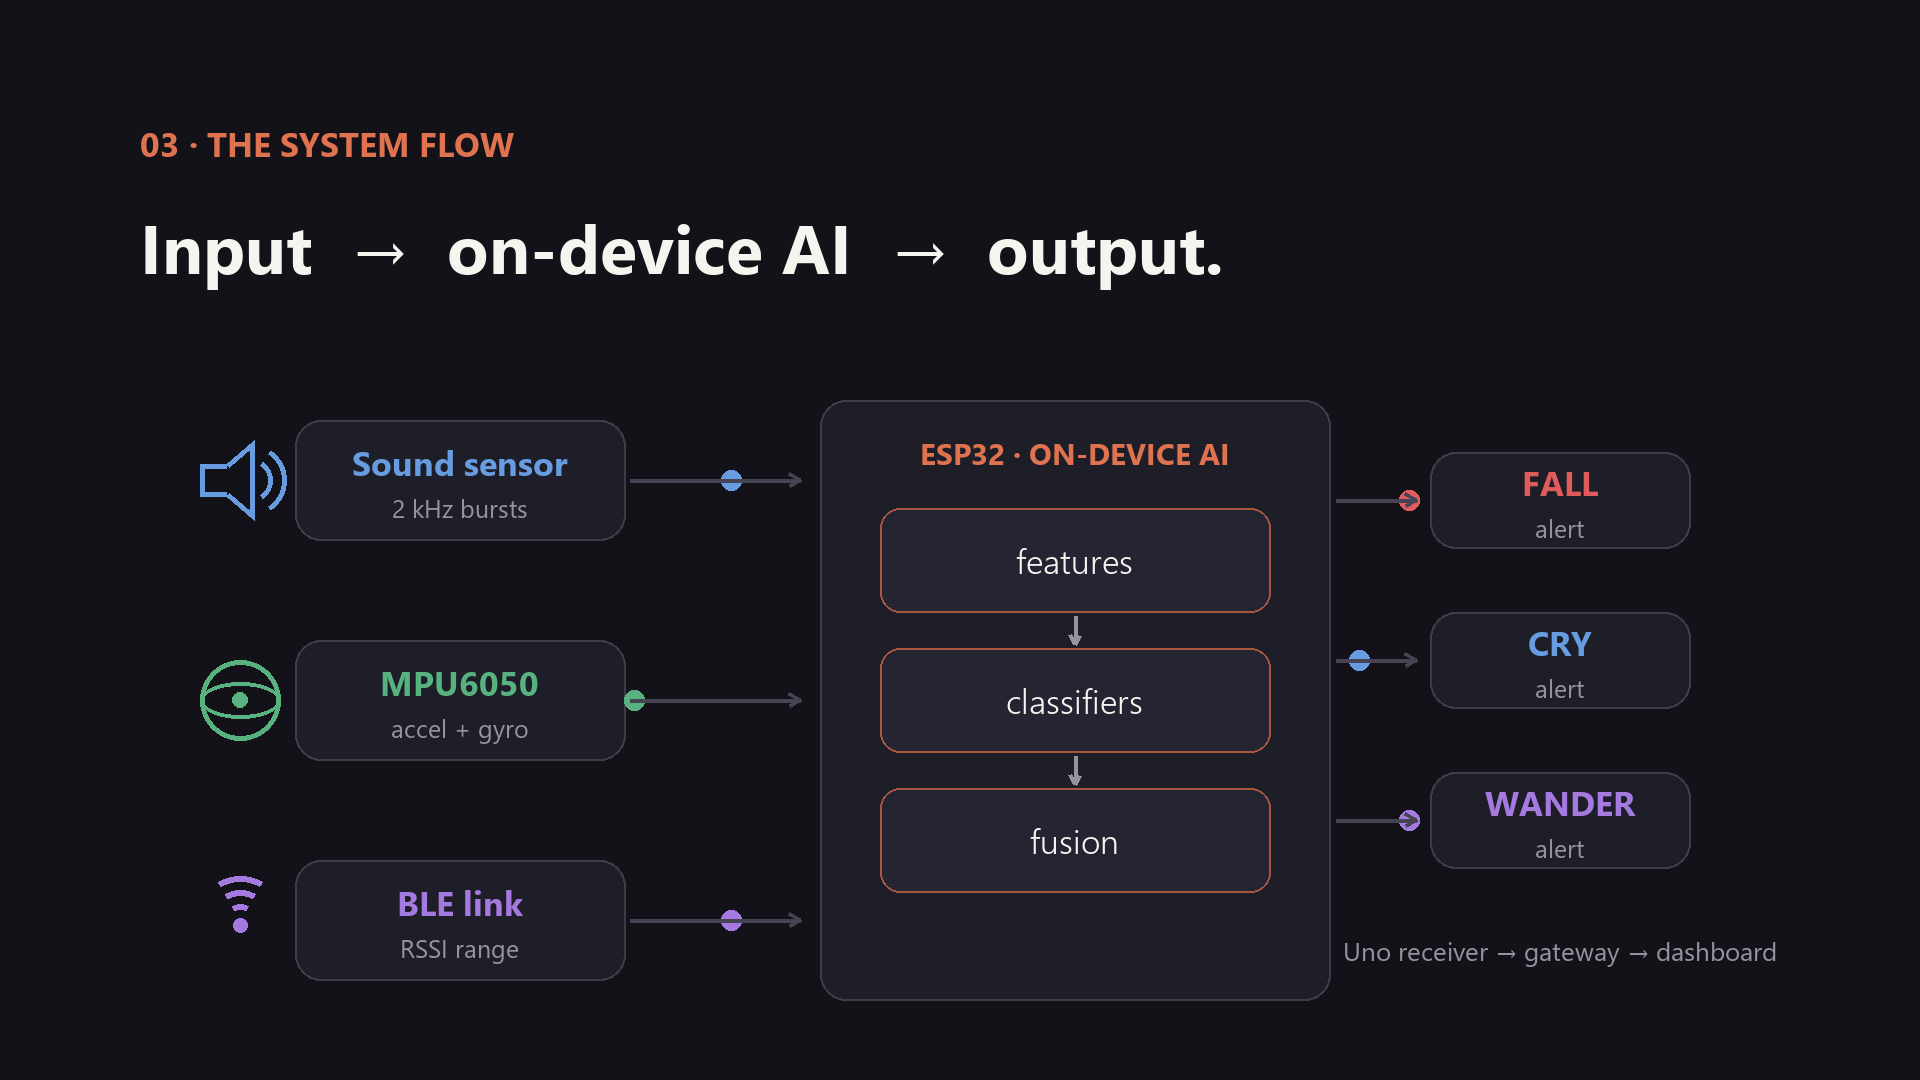 03 · THE SYSTEM FLOW
Input → on-device AI → output.
Sound sensor
2 kHz bursts
MPU6050
accel + gyro
BLE link
RSSI range
ESP32 · ON-DEVICE AI
features
classifiers
fusion
FALL
alert
CRY
alert
WANDER
alert
Uno receiver → gateway → dashboard